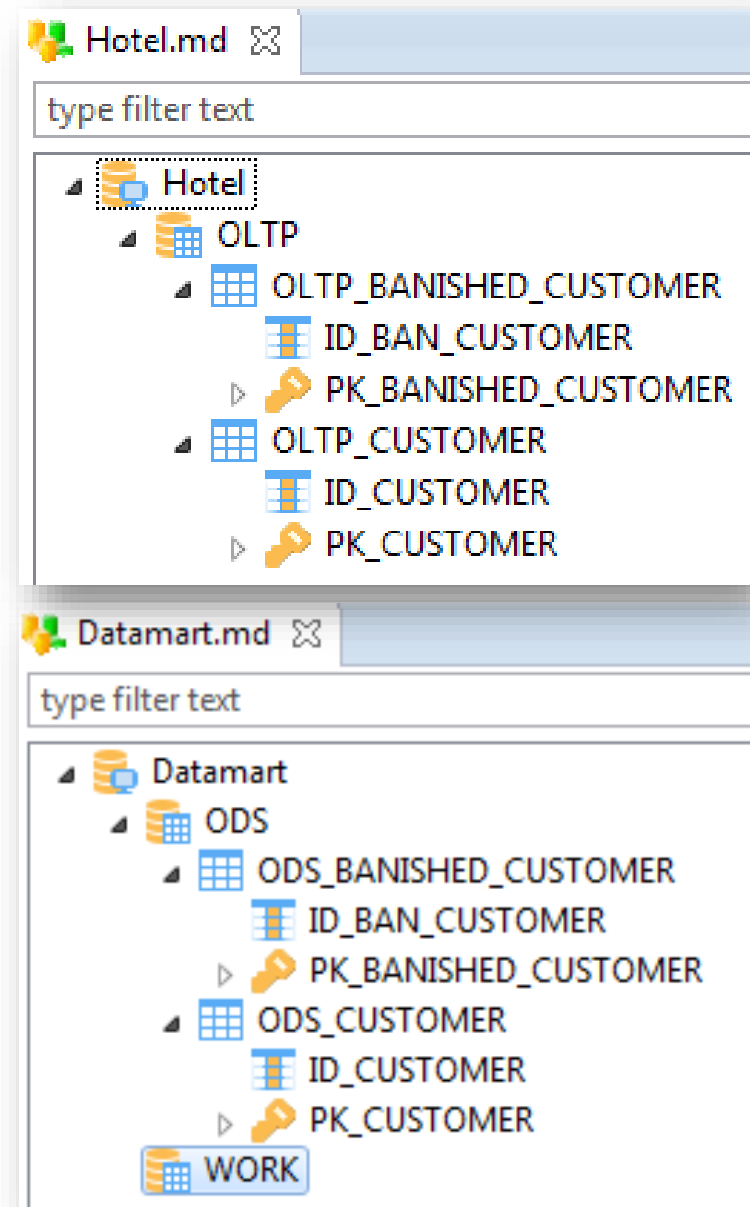 Hotel.md
type filter text
Hotel
OLTP
OLTP_BANISHED_CUSTOMER
ID_BAN_CUSTOMER
PK_BANISHED_CUSTOMER
OLTP_CUSTOMER
ID_CUSTOMER
PK_CUSTOMER
Datamart.md
type filter text
Datamart
ODS
ODS_BANISHED_CUSTOMER
ID_BAN_CUSTOMER
PK_BANISHED_CUSTOMER
ODS_CUSTOMER
ID_CUSTOMER
PK_CUSTOMER
WORK